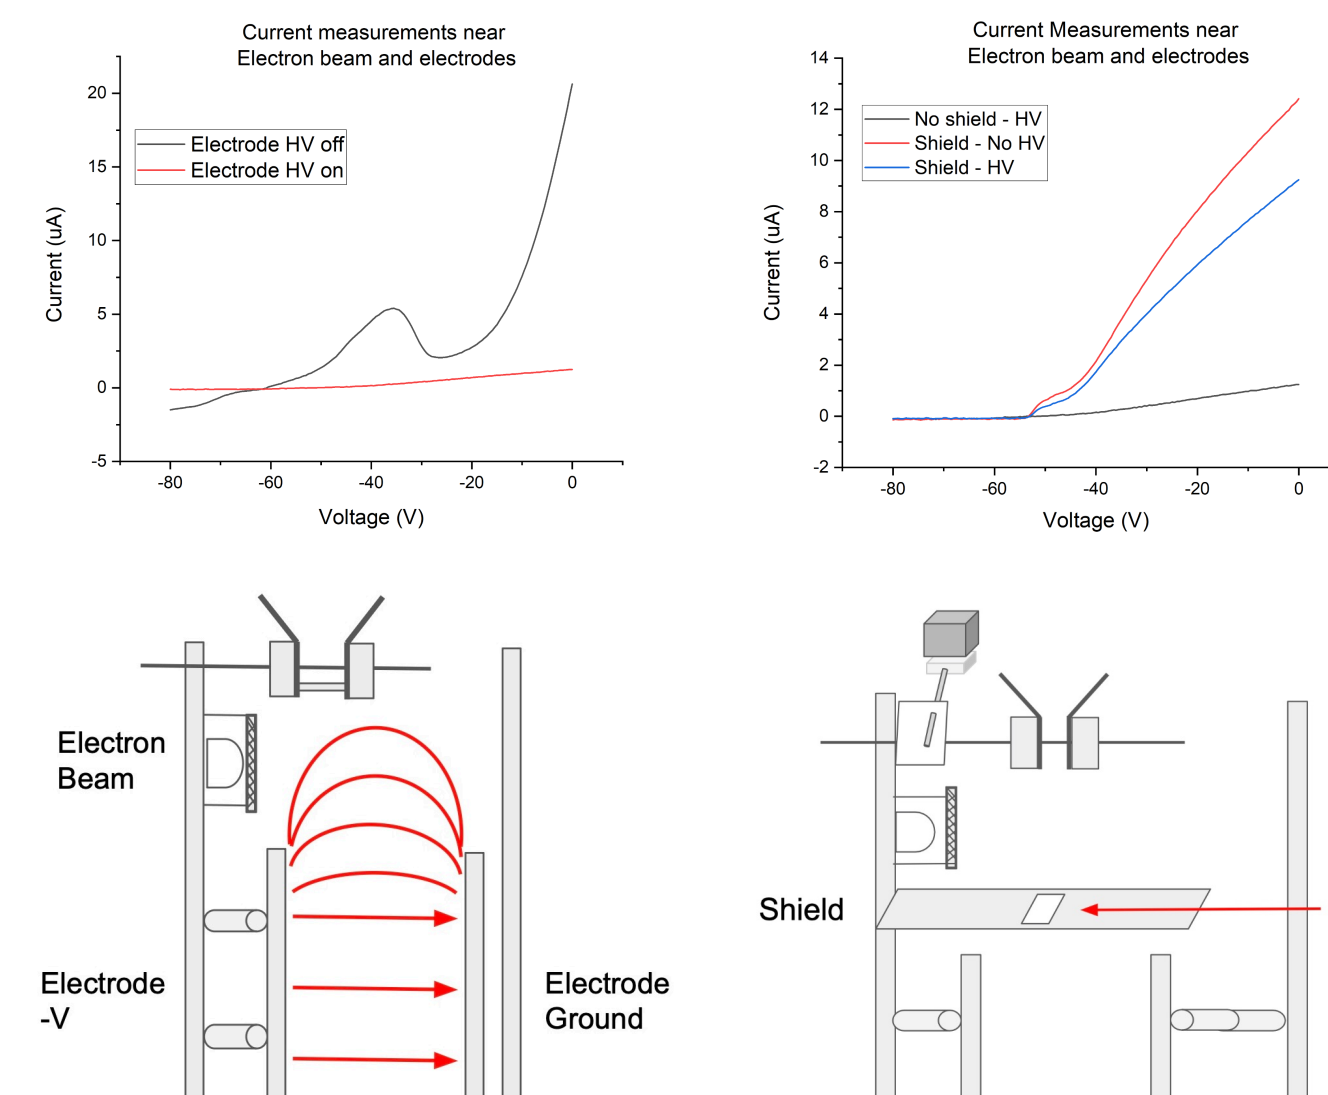 Current measurements near
Electron beam and electrodes
20
15
10
5
0
-5
Electrode HV off
Electrode HV on
Current (uA)
-80
-60
-40
-20
0
Voltage (V)
Current Measurements near
Electron beam and electrodes
14
12
10
8
6
4
2
0
-2
No shield - HV
Shield - No HV
Shield - HV
Current (uA)
-80
-60
-40
-20
0
Voltage (V)
Electron
Beam
Electrode
-V
Electrode
Ground
Shield